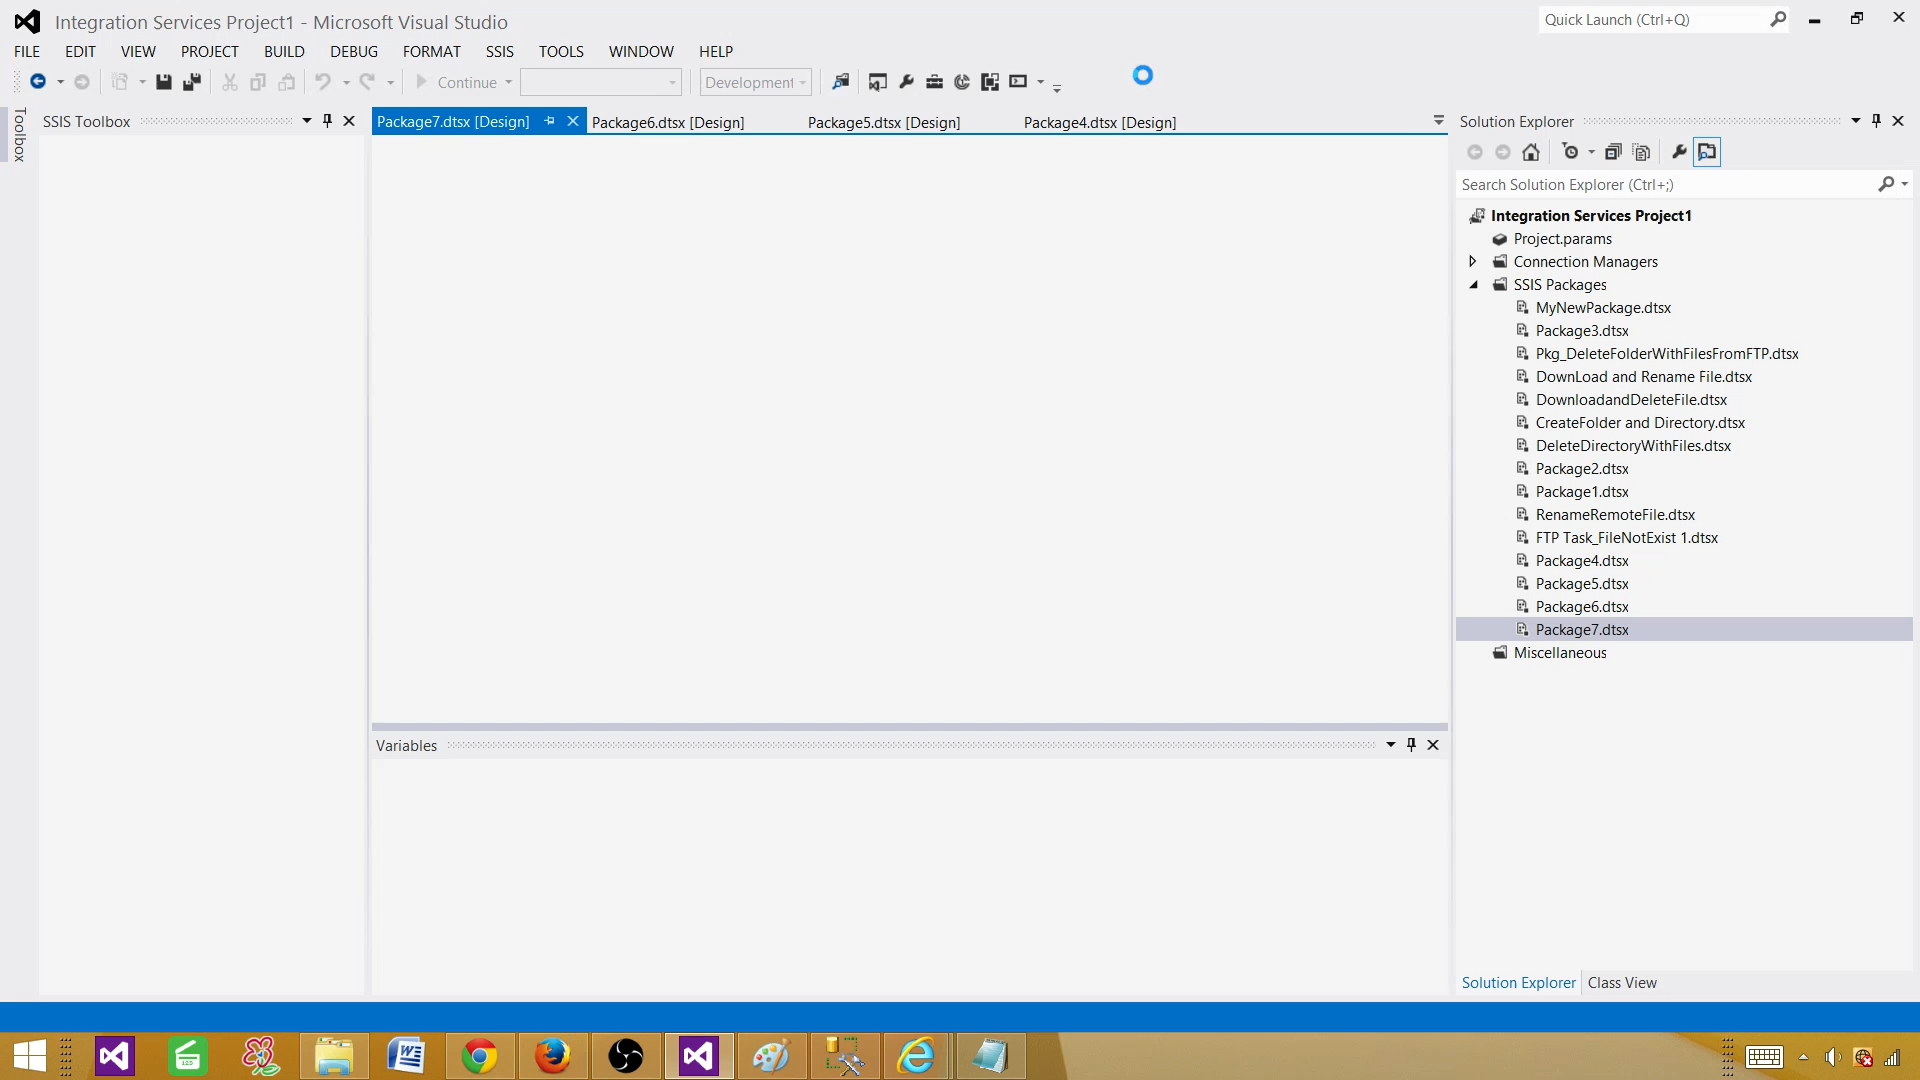 Integration Services Project1 - Microsoft Visual Studio
Quick Launch (Ctrl+Q)
FILE EDIT VIEW PROJECT BUILD DEBUG FORMAT SSIS TOOLS WINDOW HELP
Continue
Development
Toolbox
SSIS Toolbox
Package7.dtsx [Design]
Package6.dtsx [Design]
Package5.dtsx [Design]
Package4.dtsx [Design]
Solution Explorer
Search Solution Explorer (Ctrl+;)
Integration Services Project1
Project.params
Connection Managers
SSIS Packages
MyNewPackage.dtsx
Package3.dtsx
Pkg_DeleteFolderWithFilesFromFTP.dtsx
DownLoad and Rename File.dtsx
DownloadandDeleteFile.dtsx
CreateFolder and Directory.dtsx
DeleteDirectoryWithFiles.dtsx
Package2.dtsx
Package1.dtsx
RenameRemoteFile.dtsx
FTP Task_FileNotExist 1.dtsx
Package4.dtsx
Package5.dtsx
Package6.dtsx
Package7.dtsx
Miscellaneous
Variables
Solution Explorer
Class View